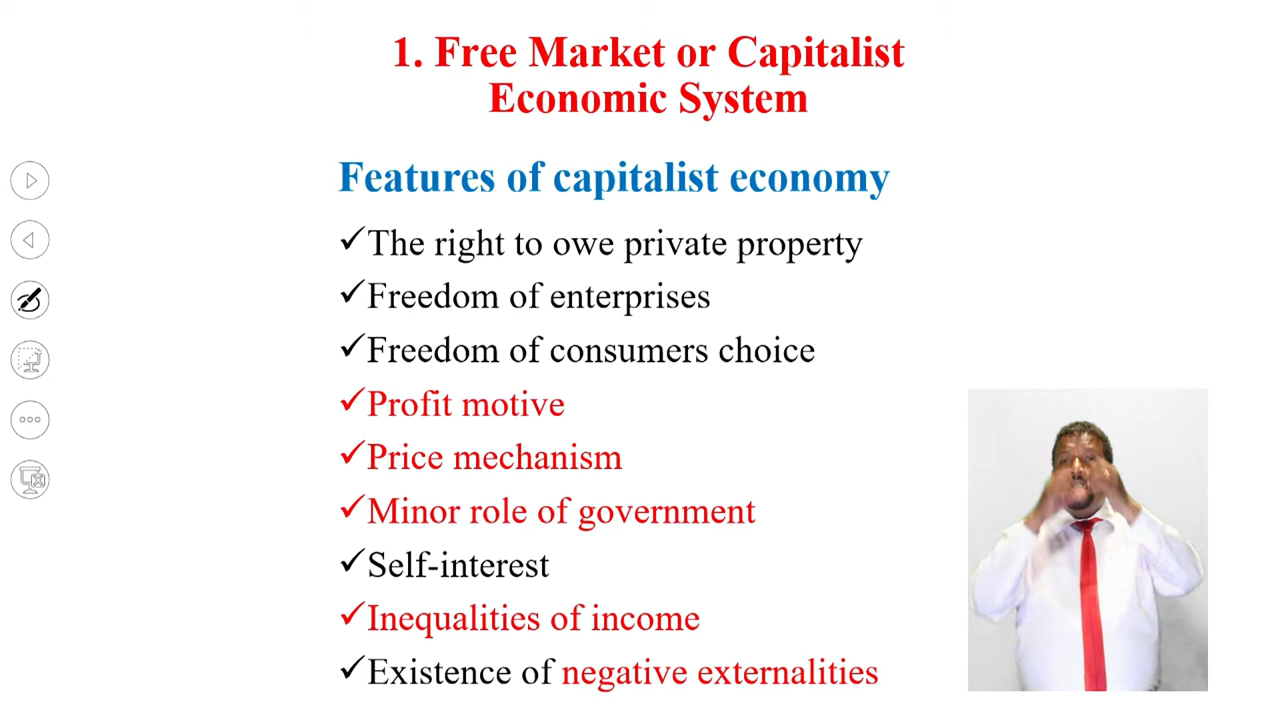 1. Free Market or Capitalist
Economic System
Features of capitalist economy
✓The right to owe private property
✓Freedom of enterprises
✓Freedom of consumers choice
✓Profit motive
✓Price mechanism
✓Minor role of government
✓Self-interest
✓Inequalities of income
✓Existence of negative externalities